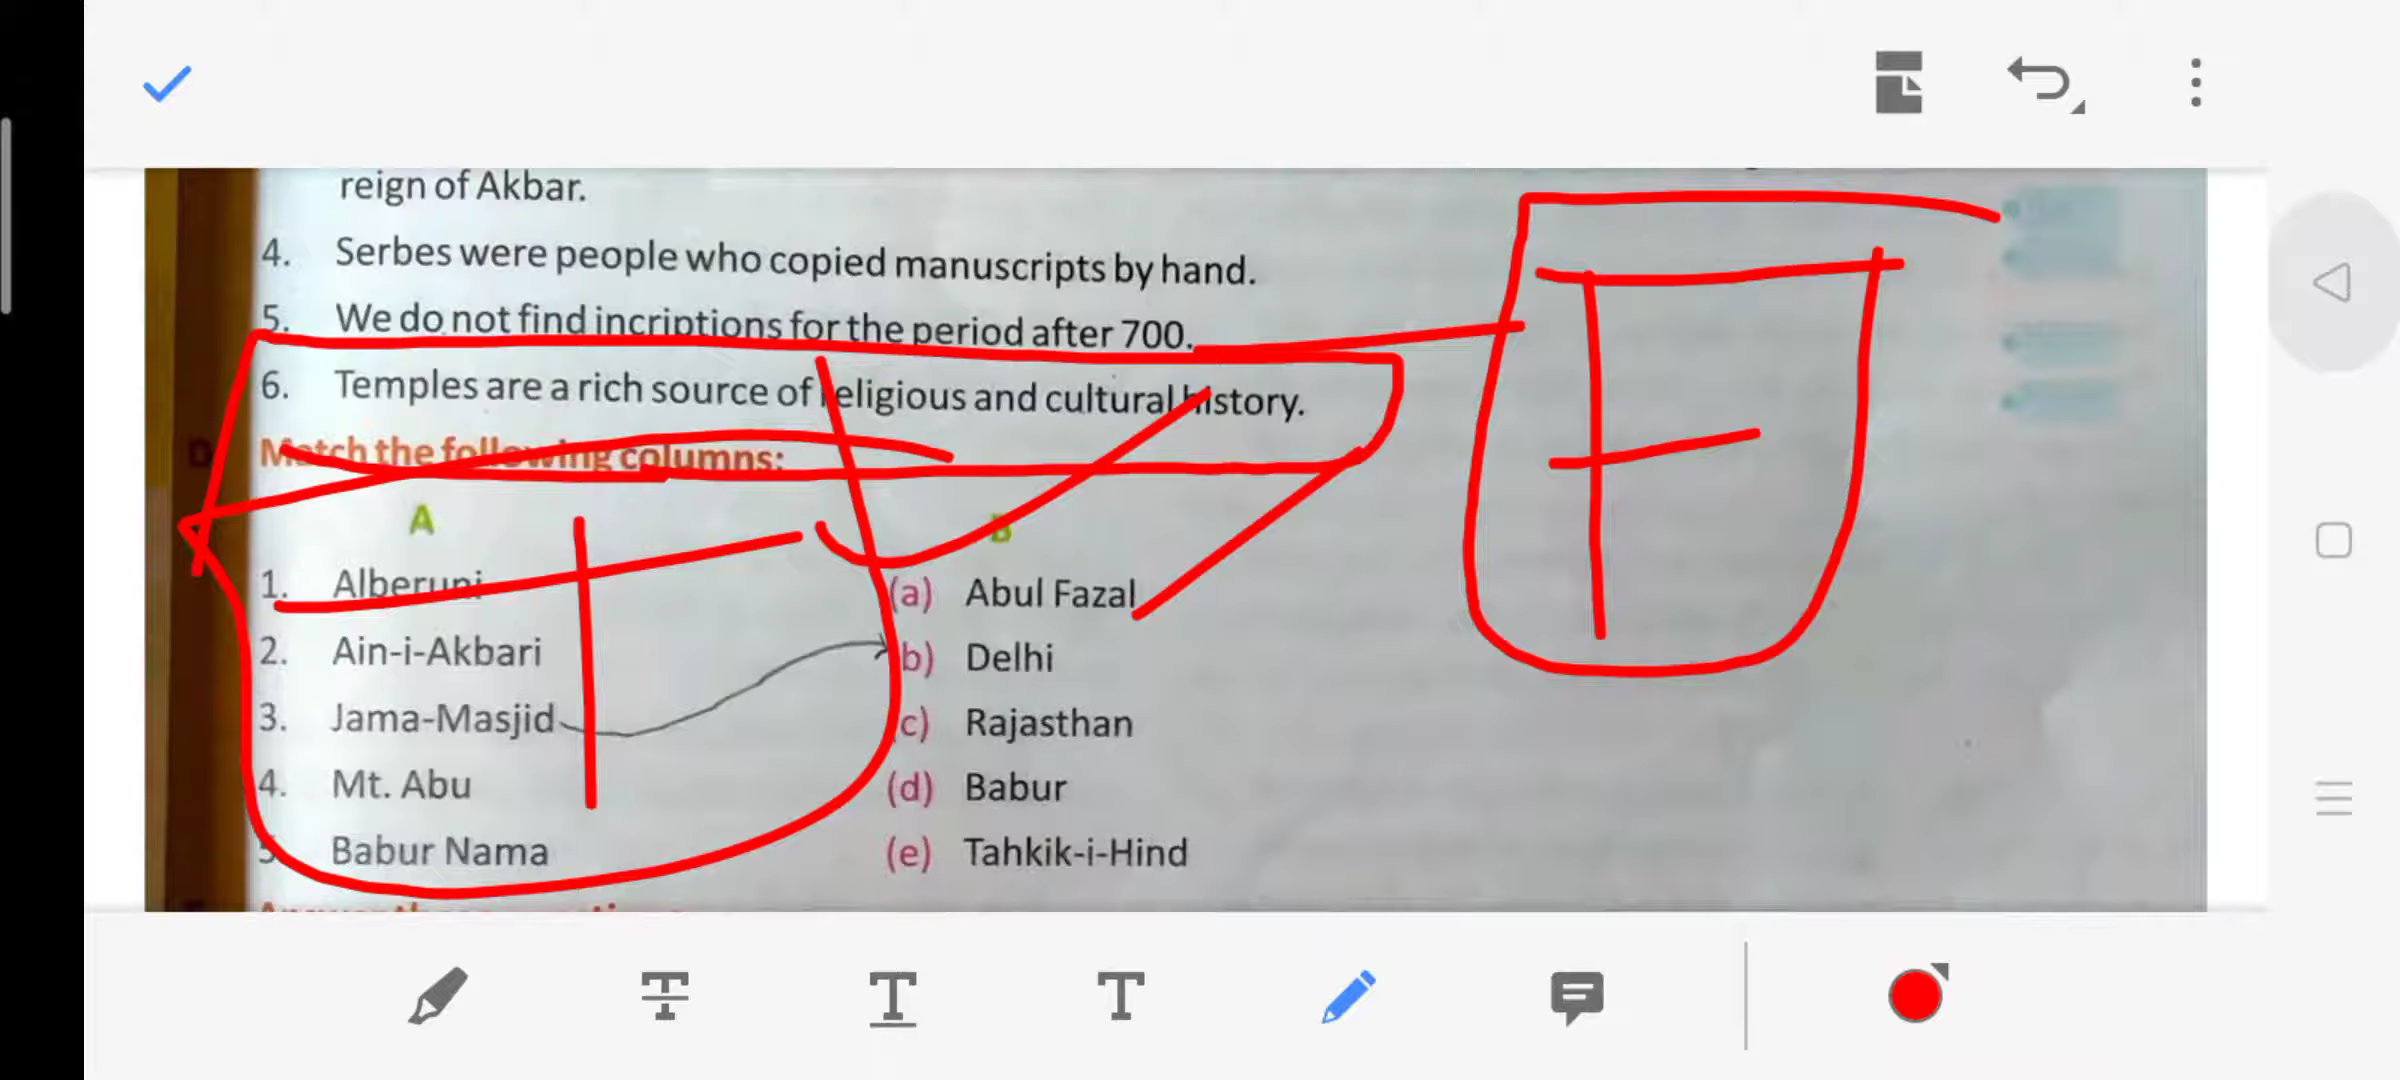 reign of Akbar.
4. Serbes were people who copied manuscripts by hand.
5. We do not find incriptions for the period after 700.
6. Temples are a rich source of religious and cultural history.
D Match the following columns:
A B
1. Alberuni (a) Abul Fazal
2. Ain-i-Akbari (b) Delhi
3. Jama-Masjid (c) Rajasthan
4. Mt. Abu (d) Babur
5. Babur Nama (e) Tahkik-i-Hind